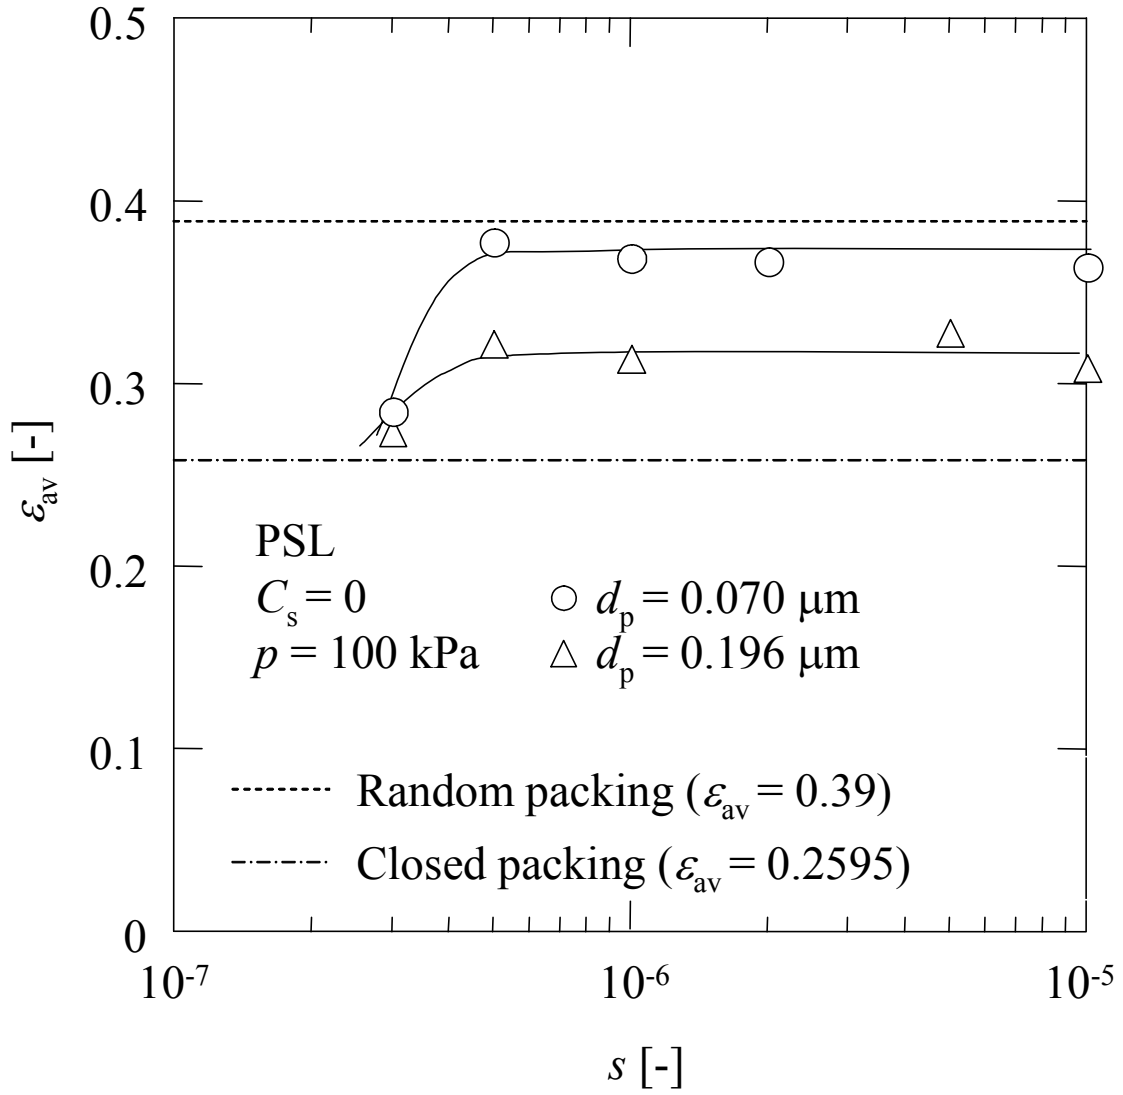 0.5
0.4
0.3
0.2
0.1
0
ε_av [-]
PSL
C_s = 0
p = 100 kPa
d_p = 0.070 μm
d_p = 0.196 μm
Random packing (ε_av = 0.39)
Closed packing (ε_av = 0.2595)
10^-7 10^-6 10^-5
s [-]